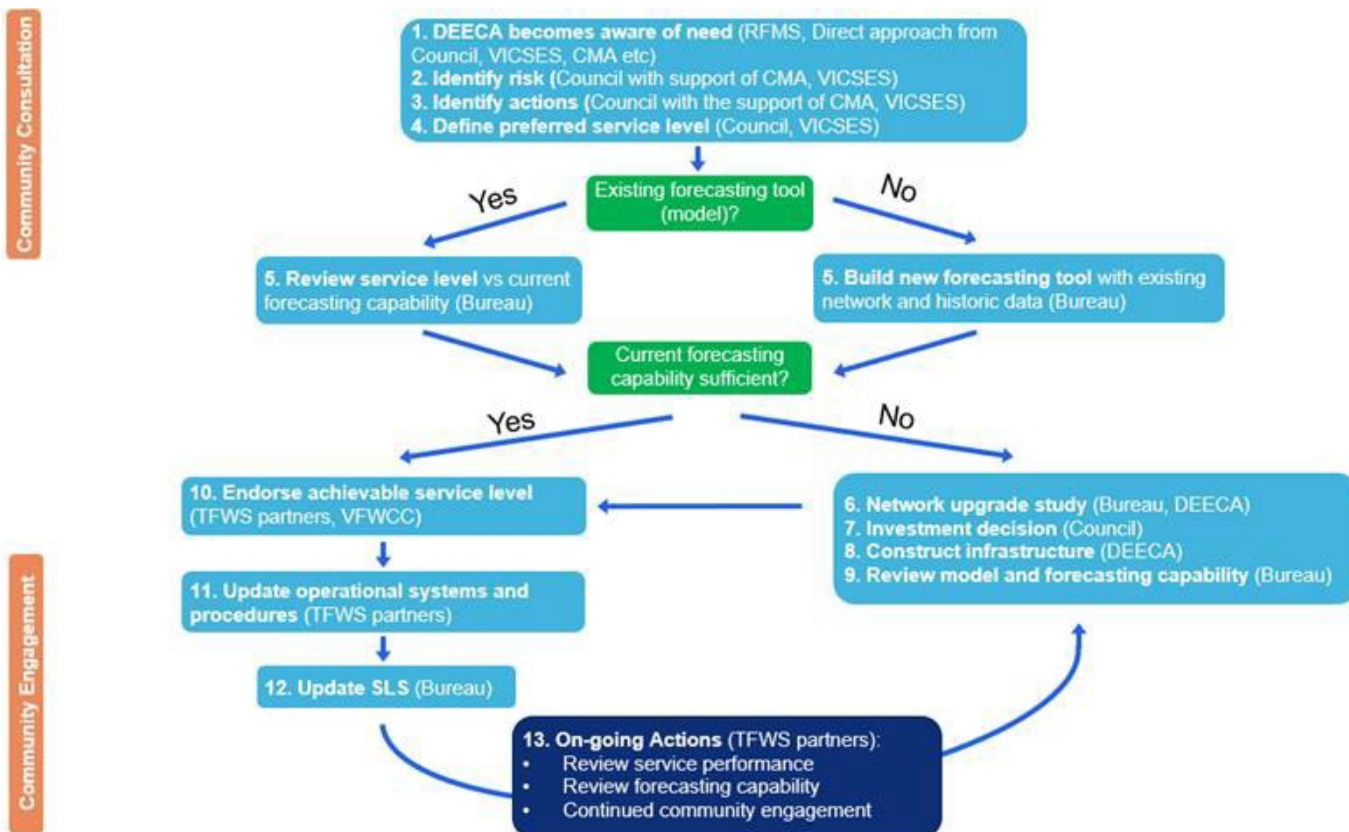 Community Consultation
1. DEECA becomes aware of need (RFMS, Direct approach from
Council, VICSES, CMA etc)
2. Identify risk (Council with support of CMA, VICSES)
3. Identify actions (Council with the support of CMA, VICSES)
4. Define preferred service level (Council, VICSES)
Existing forecasting tool
(model)?
Yes
No
5. Review service level vs current
forecasting capability (Bureau)
5. Build new forecasting tool with existing
network and historic data (Bureau)
Current forecasting
capability sufficient?
Yes
No
10. Endorse achievable service level
(TFWS partners, VFWCC)
6. Network upgrade study (Bureau, DEECA)
7. Investment decision (Council)
8. Construct infrastructure (DEECA)
9. Review model and forecasting capability (Bureau)
Community Engagement
11. Update operational systems and
procedures (TFWS partners)
12. Update SLS (Bureau)
13. On-going Actions (TFWS partners):
• Review service performance
• Review forecasting capability
• Continued community engagement